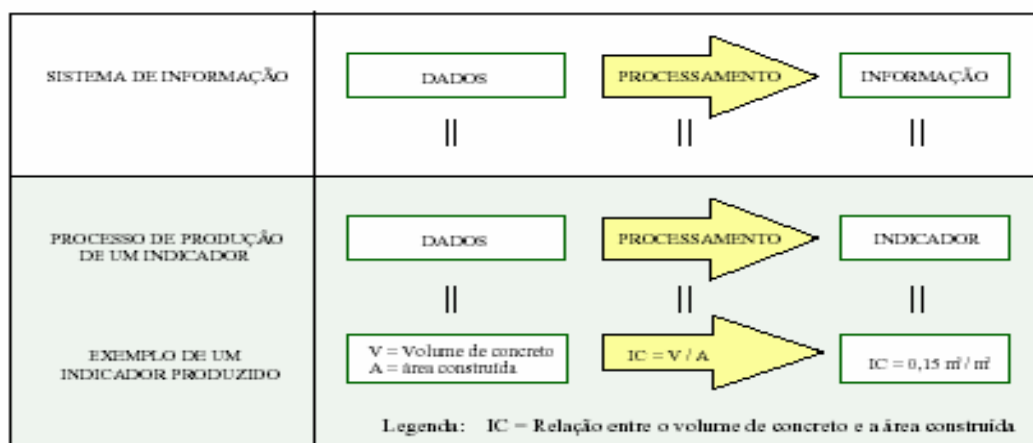 SISTEMA DE INFORMAÇÃO
DADOS
PROCESSAMENTO
INFORMAÇÃO
PROCESSO DE PRODUÇÃO
DE UM INDICADOR
DADOS
PROCESSAMENTO
INDICADOR
EXEMPLO DE UM
INDICADOR PRODUZIDO
V = Volume de concreto
A = área construída
IC = V / A
IC = 0,15 m³/ m²
Legenda: IC = Relação entre o volume de concreto e a área construída